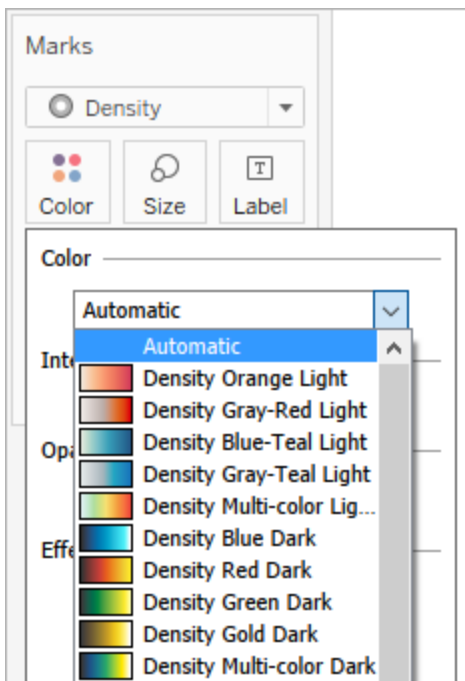 Marks
Density
Color Size Label
Color
Automatic
Automatic
Density Orange Light
Density Gray-Red Light
Density Blue-Teal Light
Density Gray-Teal Light
Density Multi-color Lig...
Density Blue Dark
Density Red Dark
Density Green Dark
Density Gold Dark
Density Multi-color Dark